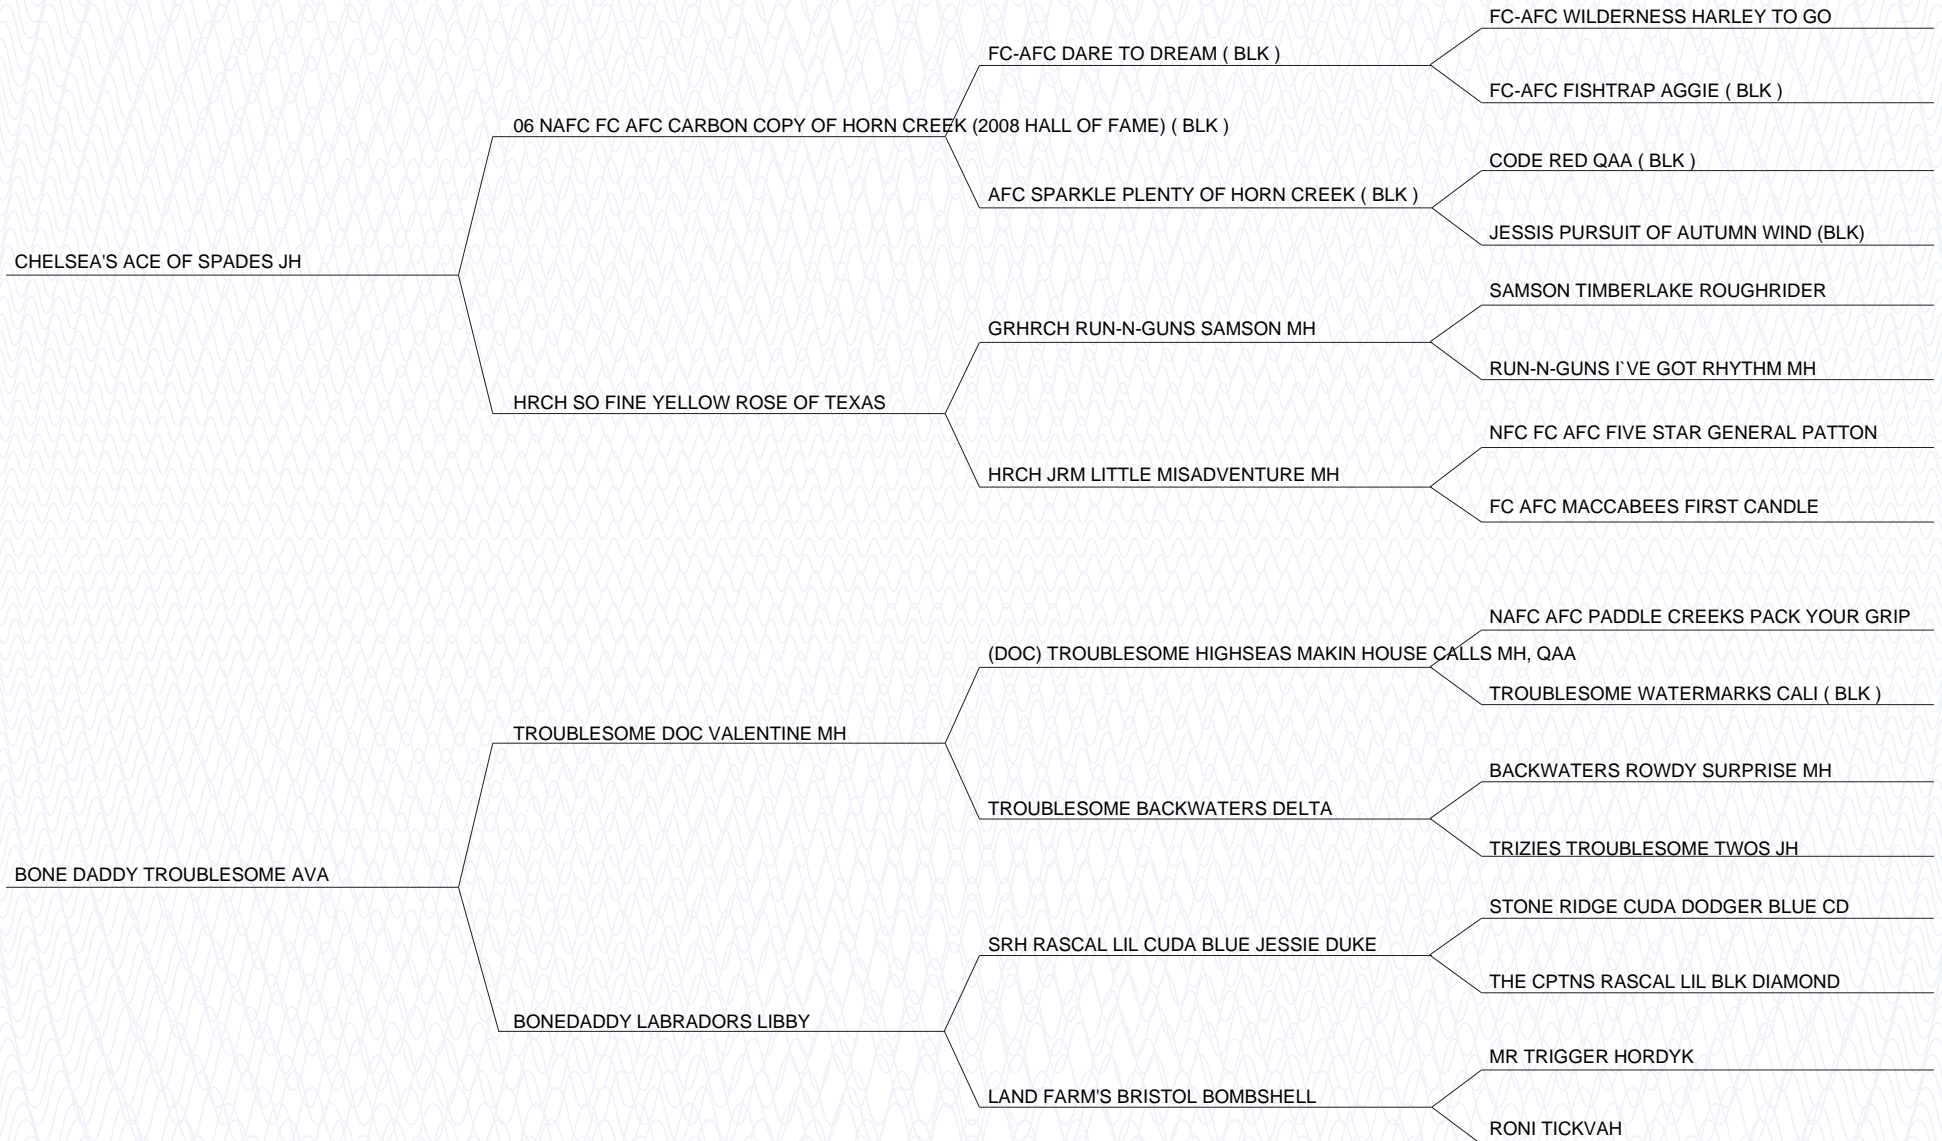 FC-AFC WILDERNESS HARLEY TO GO
FC-AFC DARE TO DREAM ( BLK )
FC-AFC FISHTRAP AGGIE ( BLK )
06 NAFC FC AFC CARBON COPY OF HORN CREEK (2008 HALL OF FAME) ( BLK )
CODE RED QAA ( BLK )
AFC SPARKLE PLENTY OF HORN CREEK ( BLK )
JESSIS PURSUIT OF AUTUMN WIND (BLK)
CHELSEA'S ACE OF SPADES JH
SAMSON TIMBERLAKE ROUGHRIDER
GRHRCH RUN-N-GUNS SAMSON MH
RUN-N-GUNS I`VE GOT RHYTHM MH
HRCH SO FINE YELLOW ROSE OF TEXAS
NFC FC AFC FIVE STAR GENERAL PATTON
HRCH JRM LITTLE MISADVENTURE MH
FC AFC MACCABEES FIRST CANDLE
NAFC AFC PADDLE CREEKS PACK YOUR GRIP
(DOC) TROUBLESOME HIGHSEAS MAKIN HOUSE CALLS MH, QAA
TROUBLESOME WATERMARKS CALI ( BLK )
TROUBLESOME DOC VALENTINE MH
BACKWATERS ROWDY SURPRISE MH
TROUBLESOME BACKWATERS DELTA
TRIZIES TROUBLESOME TWOS JH
BONE DADDY TROUBLESOME AVA
STONE RIDGE CUDA DODGER BLUE CD
SRH RASCAL LIL CUDA BLUE JESSIE DUKE
THE CPTNS RASCAL LIL BLK DIAMOND
BONEDADDY LABRADORS LIBBY
MR TRIGGER HORDYK
LAND FARM'S BRISTOL BOMBSHELL
RONI TICKVAH